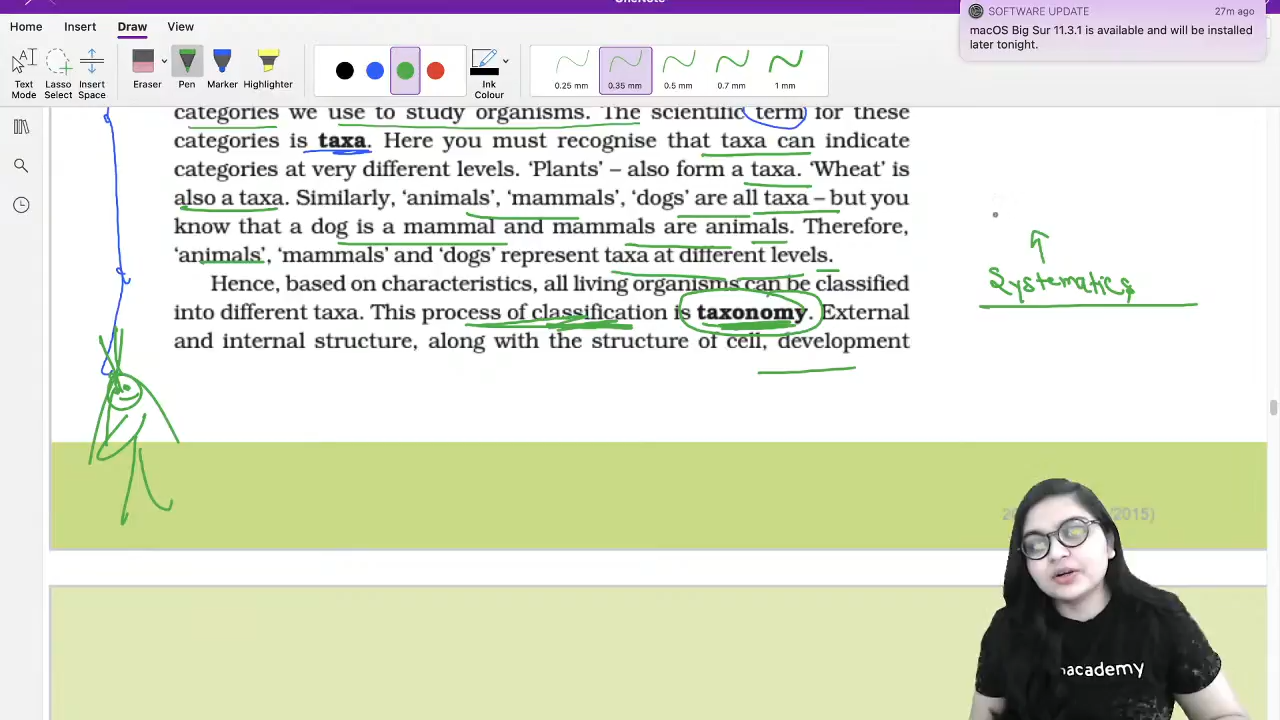 OneNote
Home Insert Draw View
SOFTWARE UPDATE 27m ago
macOS Big Sur 11.3.1 is available and will be installed
later tonight.
Text Mode
Lasso Select
Insert Space
Eraser
Pen
Marker
Highlighter
Ink Colour
0.25 mm
0.35 mm
0.5 mm
0.7 mm
1 mm
categories we use to study organisms. The scientific term for these
categories is taxa. Here you must recognise that taxa can indicate
categories at very different levels. ‘Plants’ – also form a taxa. ‘Wheat’ is
also a taxa. Similarly, ‘animals’, ‘mammals’, ‘dogs’ are all taxa – but you
know that a dog is a mammal and mammals are animals. Therefore,
‘animals’, ‘mammals’ and ‘dogs’ represent taxa at different levels.
Hence, based on characteristics, all living organisms can be classified
into different taxa. This process of classification is taxonomy. External
and internal structure, along with the structure of cell, development
Systematics
2015)
nacademy